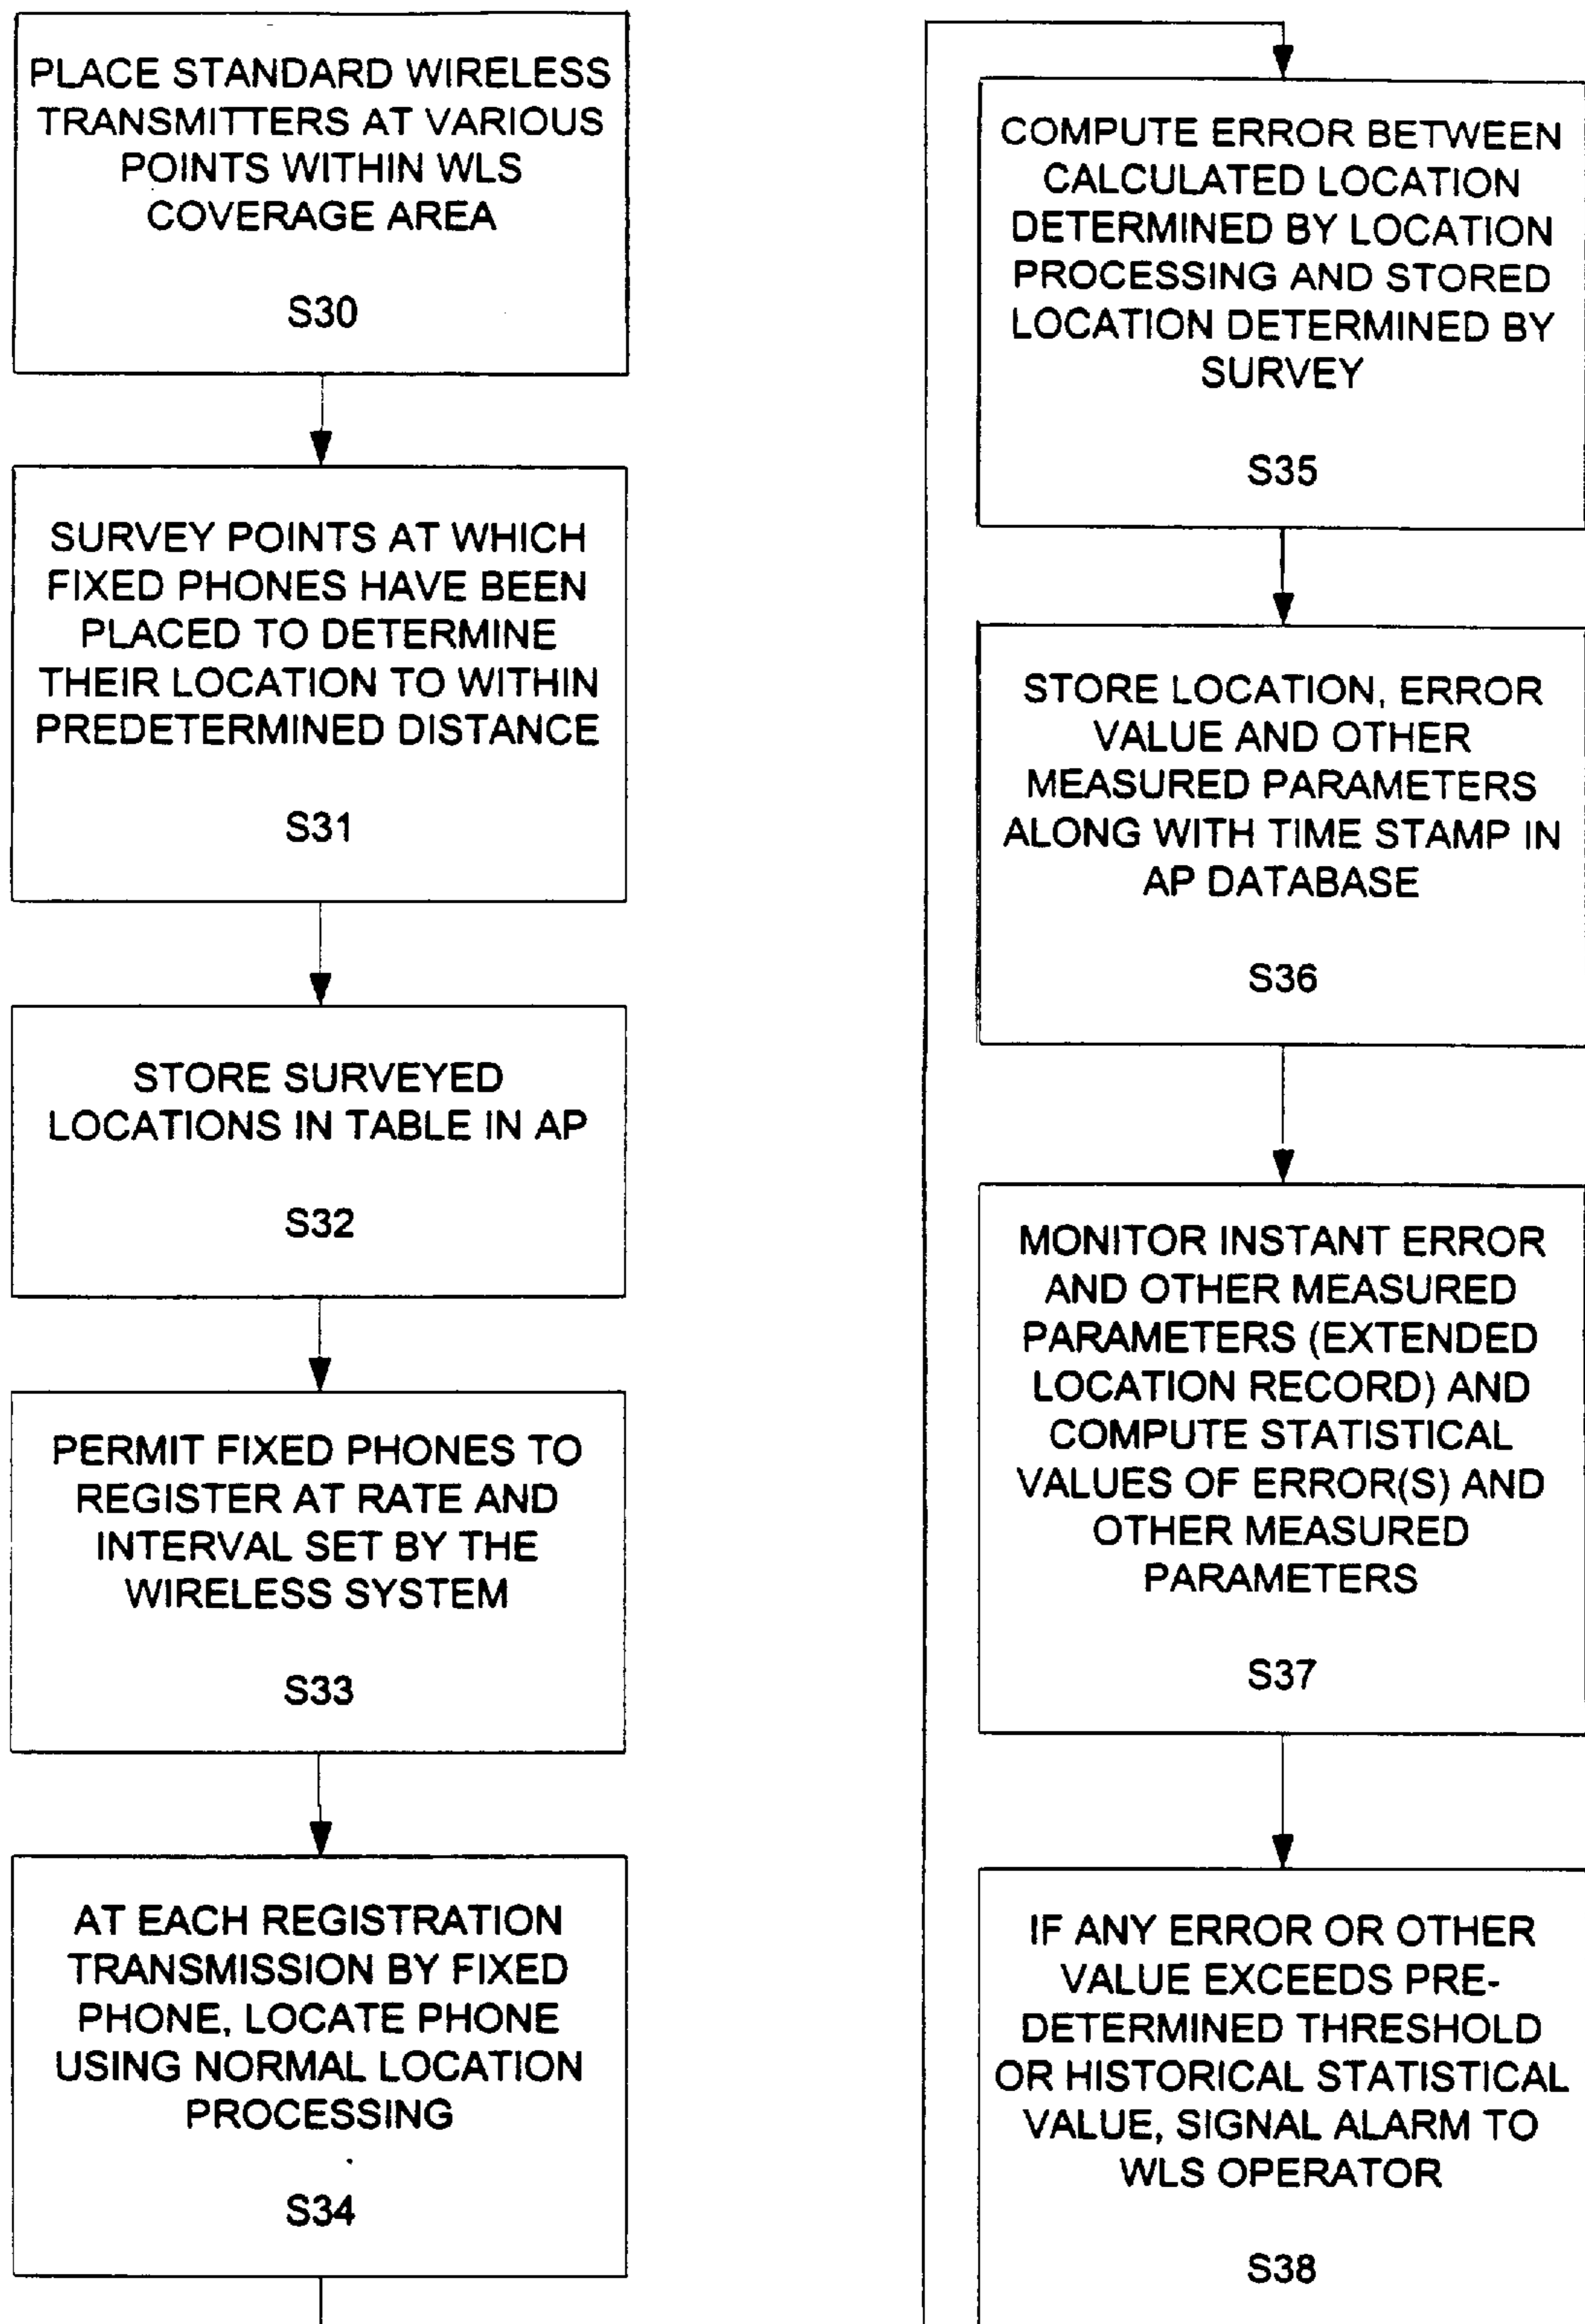 PLACE STANDARD WIRELESS
TRANSMITTERS AT VARIOUS
POINTS WITHIN WLS
COVERAGE AREA
S30
SURVEY POINTS AT WHICH
FIXED PHONES HAVE BEEN
PLACED TO DETERMINE
THEIR LOCATION TO WITHIN
PREDETERMINED DISTANCE
S31
STORE SURVEYED
LOCATIONS IN TABLE IN AP
S32
PERMIT FIXED PHONES TO
REGISTER AT RATE AND
INTERVAL SET BY THE
WIRELESS SYSTEM
S33
AT EACH REGISTRATION
TRANSMISSION BY FIXED
PHONE, LOCATE PHONE
USING NORMAL LOCATION
PROCESSING
S34
COMPUTE ERROR BETWEEN
CALCULATED LOCATION
DETERMINED BY LOCATION
PROCESSING AND STORED
LOCATION DETERMINED BY
SURVEY
S35
STORE LOCATION, ERROR
VALUE AND OTHER
MEASURED PARAMETERS
ALONG WITH TIME STAMP IN
AP DATABASE
S36
MONITOR INSTANT ERROR
AND OTHER MEASURED
PARAMETERS (EXTENDED
LOCATION RECORD) AND
COMPUTE STATISTICAL
VALUES OF ERROR(S) AND
OTHER MEASURED
PARAMETERS
S37
IF ANY ERROR OR OTHER
VALUE EXCEEDS PRE-
DETERMINED THRESHOLD
OR HISTORICAL STATISTICAL
VALUE, SIGNAL ALARM TO
WLS OPERATOR
S38